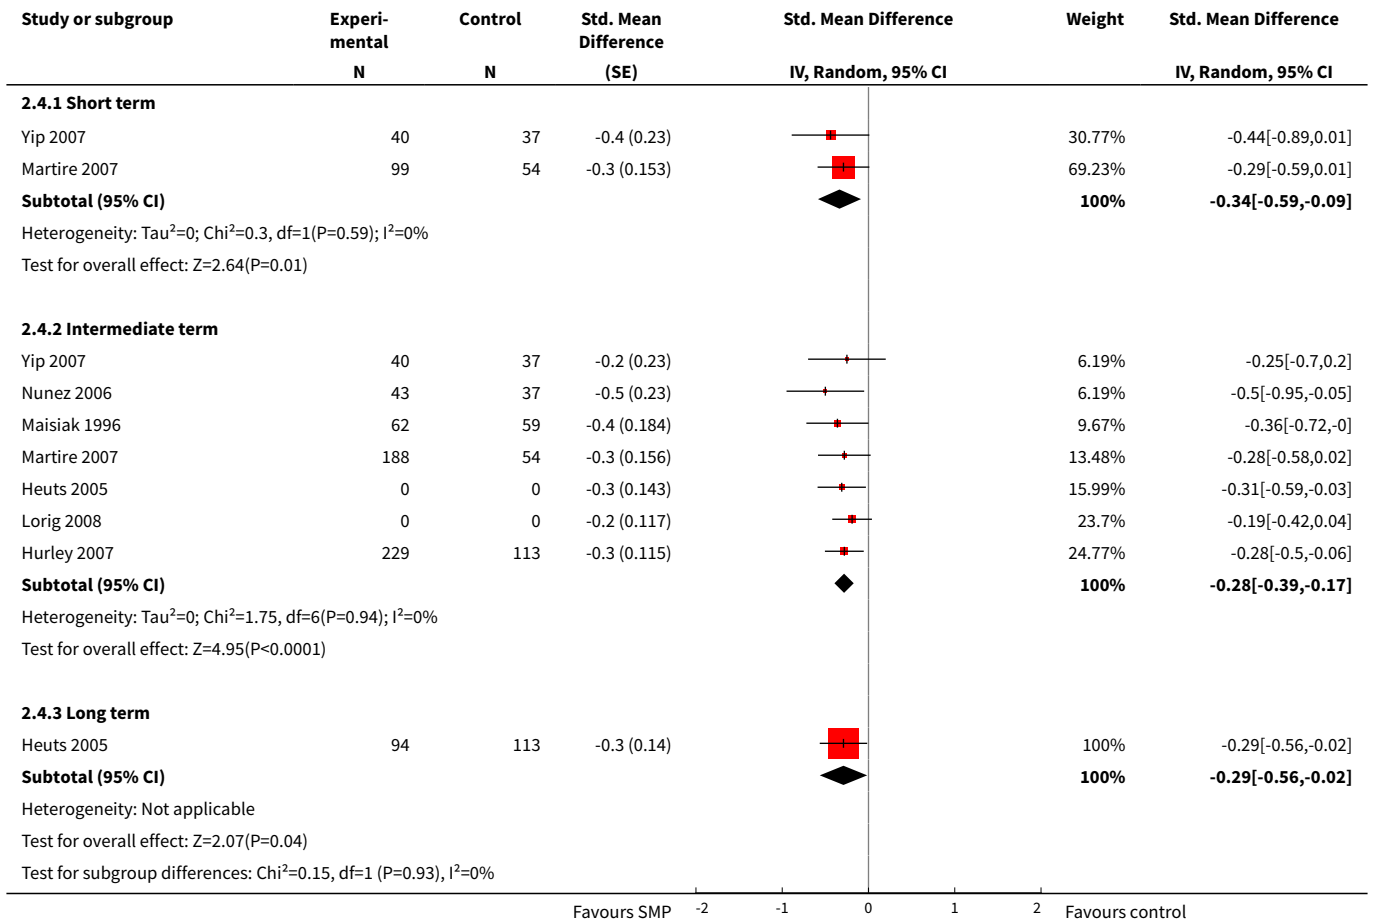 Study or subgroup Experi- Control Std. Mean Std. Mean Difference Weight Std. Mean Difference
mental Difference
N N (SE) IV, Random, 95% CI IV, Random, 95% CI
2.4.1 Short term
Yip 2007 40 37 -0.4 (0.23) 30.77% -0.44[-0.89,0.01]
Martire 2007 99 54 -0.3 (0.153) 69.23% -0.29[-0.59,0.01]
Subtotal (95% CI) 100% -0.34[-0.59,-0.09]
Heterogeneity: Tau²=0; Chi²=0.3, df=1(P=0.59); I²=0%
Test for overall effect: Z=2.64(P=0.01)
2.4.2 Intermediate term
Yip 2007 40 37 -0.2 (0.23) 6.19% -0.25[-0.7,0.2]
Nunez 2006 43 37 -0.5 (0.23) 6.19% -0.5[-0.95,-0.05]
Maisiak 1996 62 59 -0.4 (0.184) 9.67% -0.36[-0.72,-0]
Martire 2007 188 54 -0.3 (0.156) 13.48% -0.28[-0.58,0.02]
Heuts 2005 0 0 -0.3 (0.143) 15.99% -0.31[-0.59,-0.03]
Lorig 2008 0 0 -0.2 (0.117) 23.7% -0.19[-0.42,0.04]
Hurley 2007 229 113 -0.3 (0.115) 24.77% -0.28[-0.5,-0.06]
Subtotal (95% CI) 100% -0.28[-0.39,-0.17]
Heterogeneity: Tau²=0; Chi²=1.75, df=6(P=0.94); I²=0%
Test for overall effect: Z=4.95(P<0.0001)
2.4.3 Long term
Heuts 2005 94 113 -0.3 (0.14) 100% -0.29[-0.56,-0.02]
Subtotal (95% CI) 100% -0.29[-0.56,-0.02]
Heterogeneity: Not applicable
Test for overall effect: Z=2.07(P=0.04)
Test for subgroup differences: Chi²=0.15, df=1 (P=0.93), I²=0%
Favours SMP -2 -1 0 1 2 Favours control